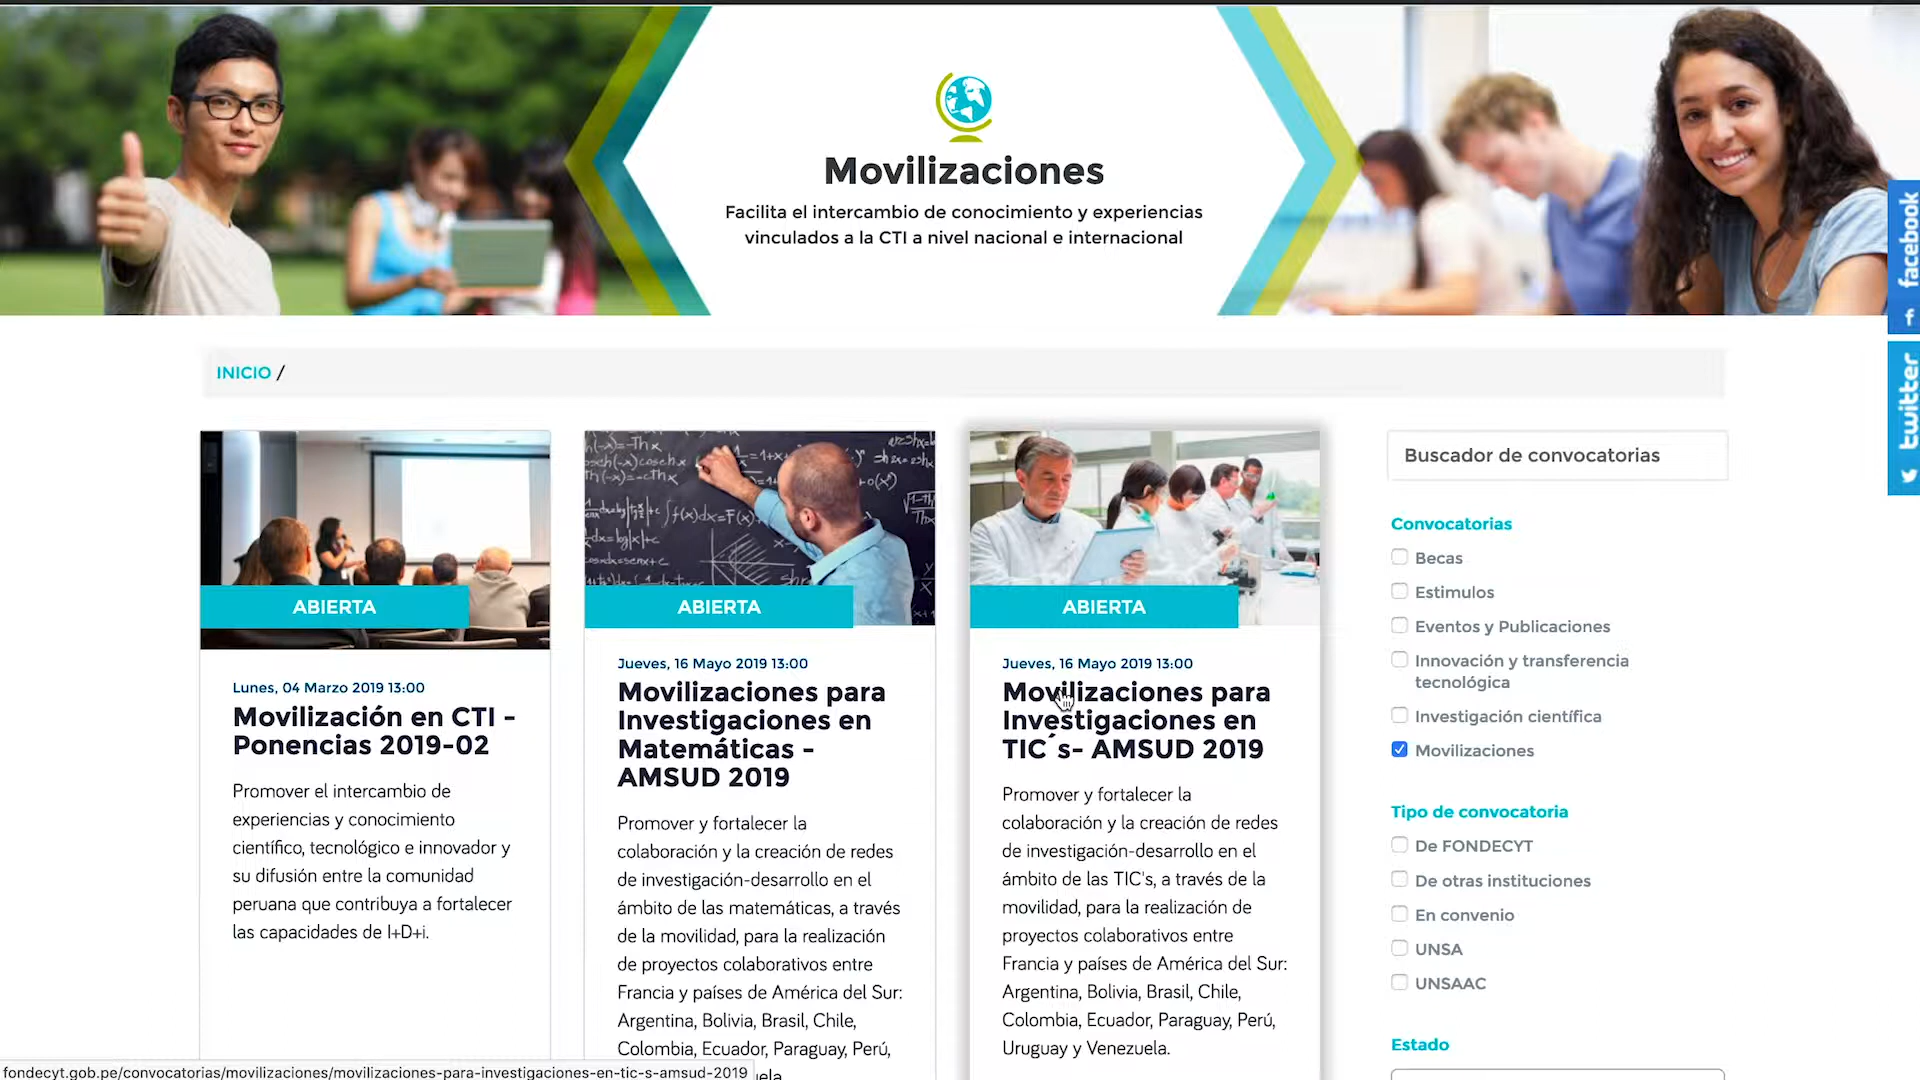 Movilizaciones
Facilita el intercambio de conocimiento y experiencias
vinculados a la CTI a nivel nacional e internacional
facebook
twitter
INICIO /
ABIERTA
Lunes, 04 Marzo 2019 13:00
Movilización en CTI -
Ponencias 2019-02
Promover el intercambio de
experiencias y conocimiento
científico, tecnológico e innovador y
su difusión entre la comunidad
peruana que contribuya a fortalecer
las capacidades de I+D+i.
ABIERTA
Jueves, 16 Mayo 2019 13:00
Movilizaciones para
Investigaciones en
Matemáticas -
AMSUD 2019
Promover y fortalecer la
colaboración y la creación de redes
de investigación-desarrollo en el
ámbito de las matemáticas, a través
de la movilidad, para la realización
de proyectos colaborativos entre
Francia y países de América del Sur:
Argentina, Bolivia, Brasil, Chile,
Colombia, Ecuador, Paraguay, Perú,
ABIERTA
Jueves, 16 Mayo 2019 13:00
Movilizaciones para
Investigaciones en
TIC´s- AMSUD 2019
Promover y fortalecer la
colaboración y la creación de redes
de investigación-desarrollo en el
ámbito de las TIC's, a través de la
movilidad, para la realización de
proyectos colaborativos entre
Francia y países de América del Sur:
Argentina, Bolivia, Brasil, Chile,
Colombia, Ecuador, Paraguay, Perú,
Uruguay y Venezuela.
Buscador de convocatorias
Convocatorias
Becas
Estimulos
Eventos y Publicaciones
Innovación y transferencia
tecnológica
Investigación científica
Movilizaciones
Tipo de convocatoria
De FONDECYT
De otras instituciones
En convenio
UNSA
UNSAAC
Estado
fondecyt.gob.pe/convocatorias/movilizaciones/movilizaciones-para-investigaciones-en-tic-s-amsud-2019